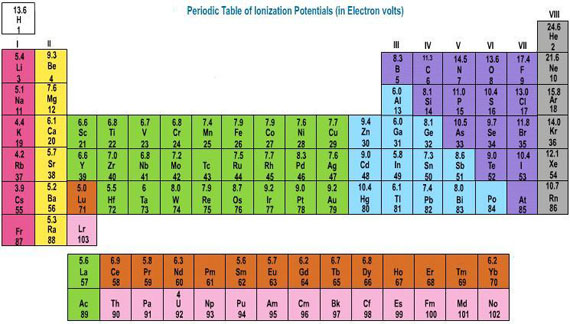 Periodic Table of Ionization Potentials (in Electron volts)
13.6
H
1
VIII
24.6
He
2
I II III IV V VI VII
5.4 9.3 8.3 11.3 14.5 13.6 17.4 21.6
Li Be B C N O F Ne
3 4 5 6 7 8 9 10
5.1 7.6 6.0 8.1 11.0 10.4 13.0 15.8
Na Mg Al Si P S Cl Ar
11 12 13 14 15 16 17 18
4.4 6.1 6.6 6.8 6.7 6.8 7.4 7.9 7.9 7.6 7.7 9.4 6.0 8.1 10.5 9.7 11.8 14.0
K Ca Sc Ti V Cr Mn Fe Co Ni Cu Zn Ga Ge As Se Br Kr
19 20 21 22 23 24 25 26 27 28 29 30 31 32 33 34 35 36
4.2 5.7 6.6 7.0 6.8 7.2 7.5 7.7 8.3 7.6 9.0 5.8 7.3 8.6 9.0 10.4 12.1
Rb Sr Y Zr Nb Mo Tc Ru Rh Pd Ag Cd In Sn Sb Te I Xe
37 38 39 40 41 42 43 44 45 46 47 48 49 50 51 52 53 54
3.9 5.2 5.0 5.5 6 8.0 7.9 8.7 9.2 9.0 9.2 10.4 6.1 7.4 8.0 10.7
Cs Ba Lu Hf Ta W Re Os Ir Pt Au Hg Tl Pb Bi Po At Rn
55 56 71 72 73 74 75 76 77 78 79 80 81 82 83 84 85 86
5.3
Fr Ra Lr
87 88 103
5.6 6.9 5.8 6.3 5.6 5.7 6.2 6.7 6.8 6.2
La Ce Pr Nd Pm Sm Eu Gd Tb Dy Ho Er Tm Yb
57 58 59 60 61 62 63 64 65 66 67 68 69 70
4
Ac Th Pa U Np Pu Am Cm Bk Cf Es Fm Md No
89 90 91 92 93 94 95 96 97 98 99 100 101 102